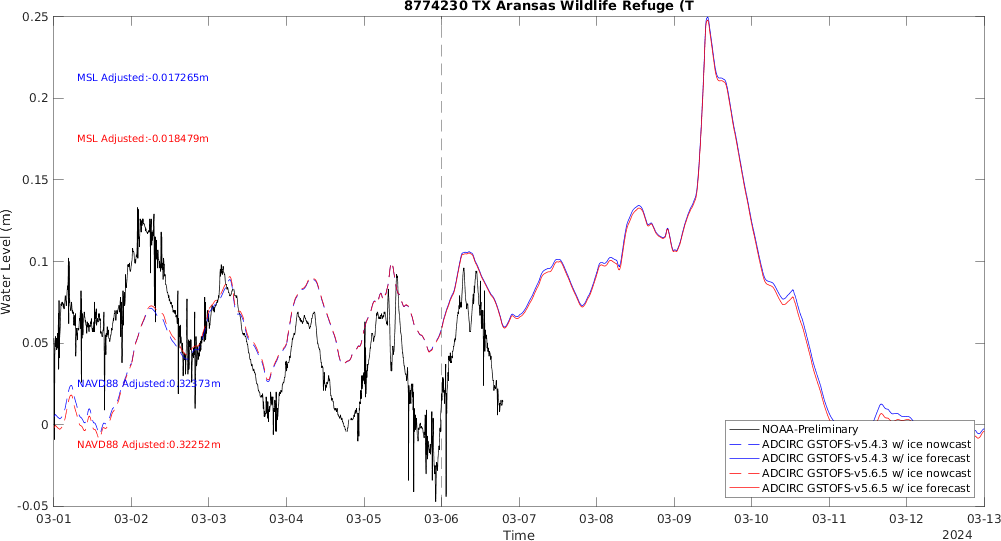 8774230 TX Aransas Wildlife Refuge (T
0.25
MSL Adjusted:-0.017265m
0.2
MSL Adjusted:-0.018479m
0.15
Water Level (m)
0.1
0.05
NAVD88 Adjusted:0.32373m
0
NAVD88 Adjusted:0.32252m
NOAA-Preliminary
ADCIRC GSTOFS-v5.4.3 w/ ice nowcast
ADCIRC GSTOFS-v5.4.3 w/ ice forecast
ADCIRC GSTOFS-v5.6.5 w/ ice nowcast
ADCIRC GSTOFS-v5.6.5 w/ ice forecast
-0.05
03-01 03-02 03-03 03-04 03-05 03-06 03-07 03-08 03-09 03-10 03-11 03-12 03-13
Time
2024